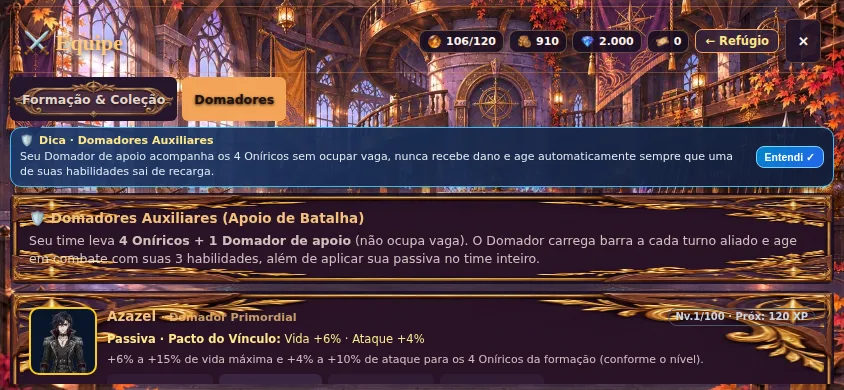 Equipe
106/120 910 2.000 0 ← Refúgio ×
Formação & Coleção Domadores
Dica · Domadores Auxiliares
Seu Domador de apoio acompanha os 4 Oníricos sem ocupar vaga, nunca recebe dano e age automaticamente sempre que uma
de suas habilidades sai de recarga.
Entendi ✓
Domadores Auxiliares (Apoio de Batalha)
Seu time leva 4 Oníricos + 1 Domador de apoio (não ocupa vaga). O Domador carrega barra a cada turno aliado e age
em combate com suas 3 habilidades, além de aplicar sua passiva no time inteiro.
Azazel · Domador Primordial
Nv.1/100 · Próx: 120 XP
Passiva · Pacto do Vínculo: Vida +6% · Ataque +4%
+6% a +15% de vida máxima e +4% a +10% de ataque para os 4 Oníricos da formação (conforme o nível).